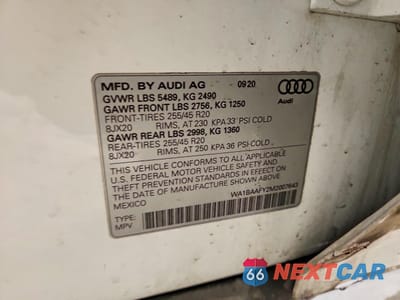 MFD. BY AUDI AG 09/20
GVWR LBS 5489, KG 2490
GAWR FRONT LBS 2756, KG 1250
FRONT-TIRES 255/45 R20
8JX20 RIMS, AT 230 KPA 33 PSI COLD
GAWR REAR LBS 2998, KG 1360
REAR-TIRES 255/45 R20
8JX20 RIMS, AT 250 KPA 36 PSI COLD
Audi
THIS VEHICLE CONFORMS TO ALL APPLICABLE
U.S. FEDERAL MOTOR VEHICLE SAFETY AND
THEFT PREVENTION STANDARDS IN EFFECT ON
THE DATE OF MANUFACTURE SHOWN ABOVE.
MEXICO WA1BAAFY2M2007643
TYPE:
MPV
66 NEXTCAR